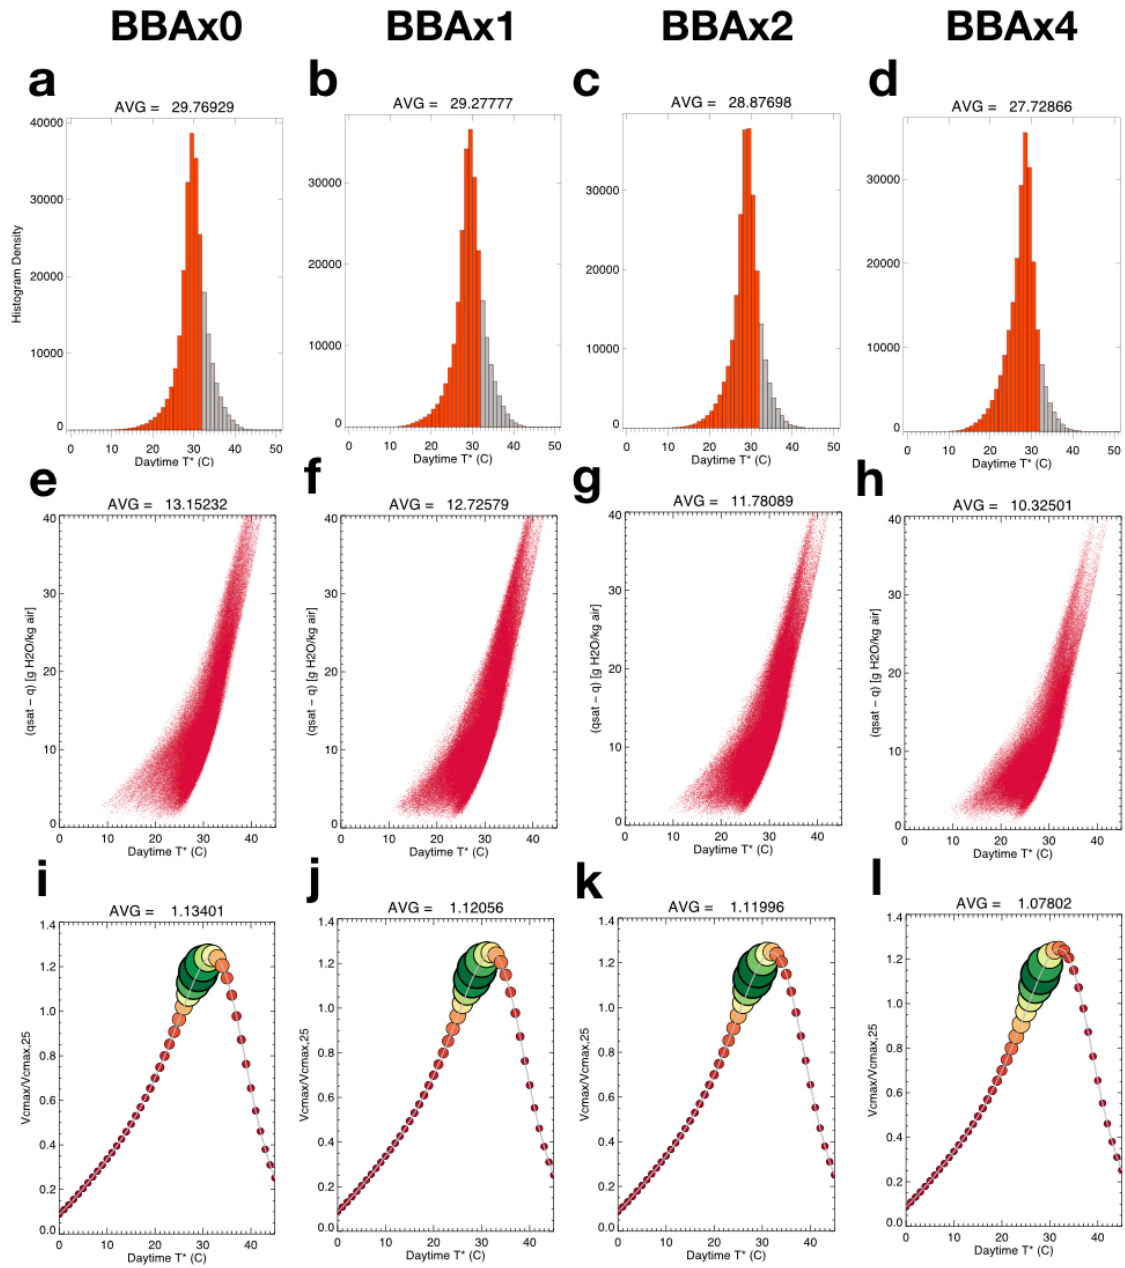 BBAx0 BBAx1 BBAx2 BBAx4
a b c d
AVG = 29.76929 AVG = 29.27777 AVG = 28.87698 AVG = 27.72866
Histogram Density
40000
30000
20000
10000
0
0 10 20 30 40 50
Daytime T* (C)
30000
20000
10000
0
0 10 20 30 40 50
Daytime T* (C)
30000
20000
10000
0
0 10 20 30 40 50
Daytime T* (C)
30000
20000
10000
0
0 10 20 30 40 50
Daytime T* (C)
e f g h
AVG = 13.15232 AVG = 12.72579 AVG = 11.78089 AVG = 10.32501
(qsat − q) [g H2O/kg air]
40
30
20
10
0
0 10 20 30 40
Daytime T* (C)
(qsat − q) [g H2O/kg air]
40
30
20
10
0
0 10 20 30 40
Daytime T* (C)
(qsat − q) [g H2O/kg air]
40
30
20
10
0
0 10 20 30 40
Daytime T* (C)
(qsat − q) [g H2O/kg air]
40
30
20
10
0
0 10 20 30 40
Daytime T* (C)
i j k l
AVG = 1.13401 AVG = 1.12056 AVG = 1.11996 AVG = 1.07802
Vcmax/Vcmax,25
1.4
1.2
1.0
0.8
0.6
0.4
0.2
0.0
0 10 20 30 40
Daytime T* (C)
Vcmax/Vcmax,25
1.4
1.2
1.0
0.8
0.6
0.4
0.2
0.0
0 10 20 30 40
Daytime T* (C)
Vcmax/Vcmax,25
1.4
1.2
1.0
0.8
0.6
0.4
0.2
0.0
0 10 20 30 40
Daytime T* (C)
Vcmax/Vcmax,25
1.4
1.2
1.0
0.8
0.6
0.4
0.2
0.0
0 10 20 30 40
Daytime T* (C)